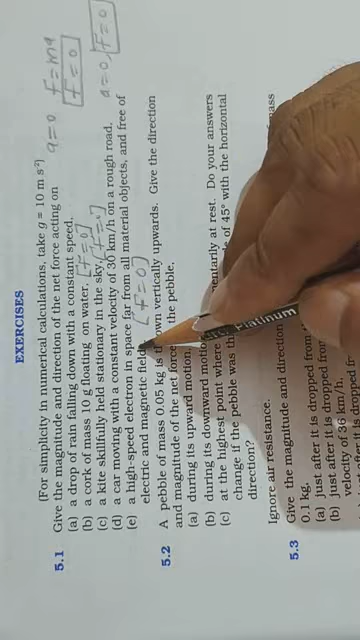 a=0 F=ma
F=0
a=0, F=0
EXERCISES
(For simplicity in numerical calculations, take g = 10 m s⁻²)
5.1 Give the magnitude and direction of the net force acting on
(a) a drop of rain falling down with a constant speed,
(b) a cork of mass 10 g floating on water, [F=0]
(c) a kite skillfully held stationary in the sky, [F=0]
(d) a car moving with a constant velocity of 30 km/h on a rough road,
(e) a high-speed electron in space far from all material objects, and free of
electric and magnetic fields. [F=0]
5.2 A pebble of mass 0.05 kg is thrown vertically upwards. Give the direction
and magnitude of the net force the pebble,
(a) during its upward motion,
(b) during its downward motion
(c) at the highest point where momentarily at rest. Do your answers
change if the pebble was of 45° with the horizontal
direction?
Ignore air resistance.
5.3 Give the magnitude and direction mass
0.1 kg,
(a) just after it is dropped from
(b) just after it is dropped from
velocity of 36 km/h,
just after it is dropped